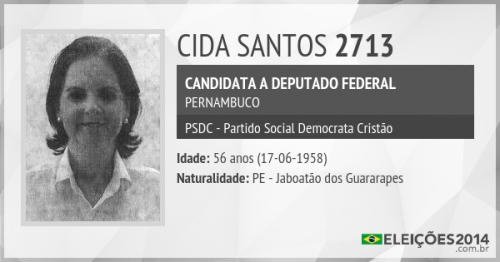 CIDA SANTOS 2713
CANDIDATA A DEPUTADO FEDERAL
PERNAMBUCO
PSDC - Partido Social Democrata Cristão
Idade: 56 anos (17-06-1958)
Naturalidade: PE - Jaboatão dos Guararapes
ELEIÇÕES2014
.com.br